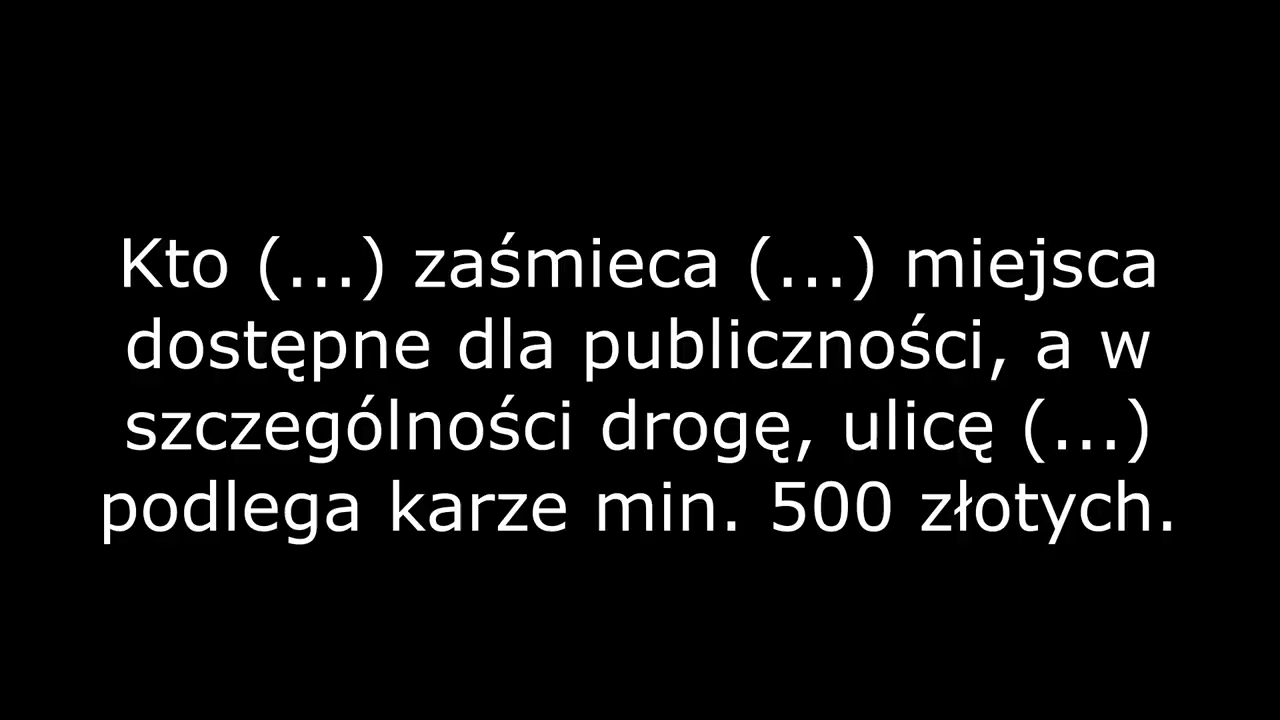 Kto (...) zaśmieca (...) miejsca
dostępne dla publiczności, a w
szczególności drogę, ulicę (...)
podlega karze min. 500 złotych.